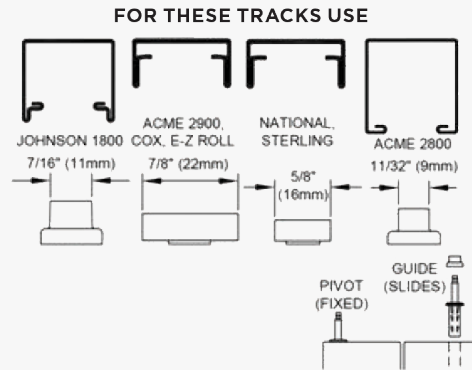 FOR THESE TRACKS USE
JOHNSON 1800
7/16" (11mm)
ACME 2900,
COX, E-Z ROLL
7/8" (22mm)
NATIONAL,
STERLING
5/8"
(16mm)
ACME 2800
11/32" (9mm)
PIVOT
(FIXED)
GUIDE
(SLIDES)